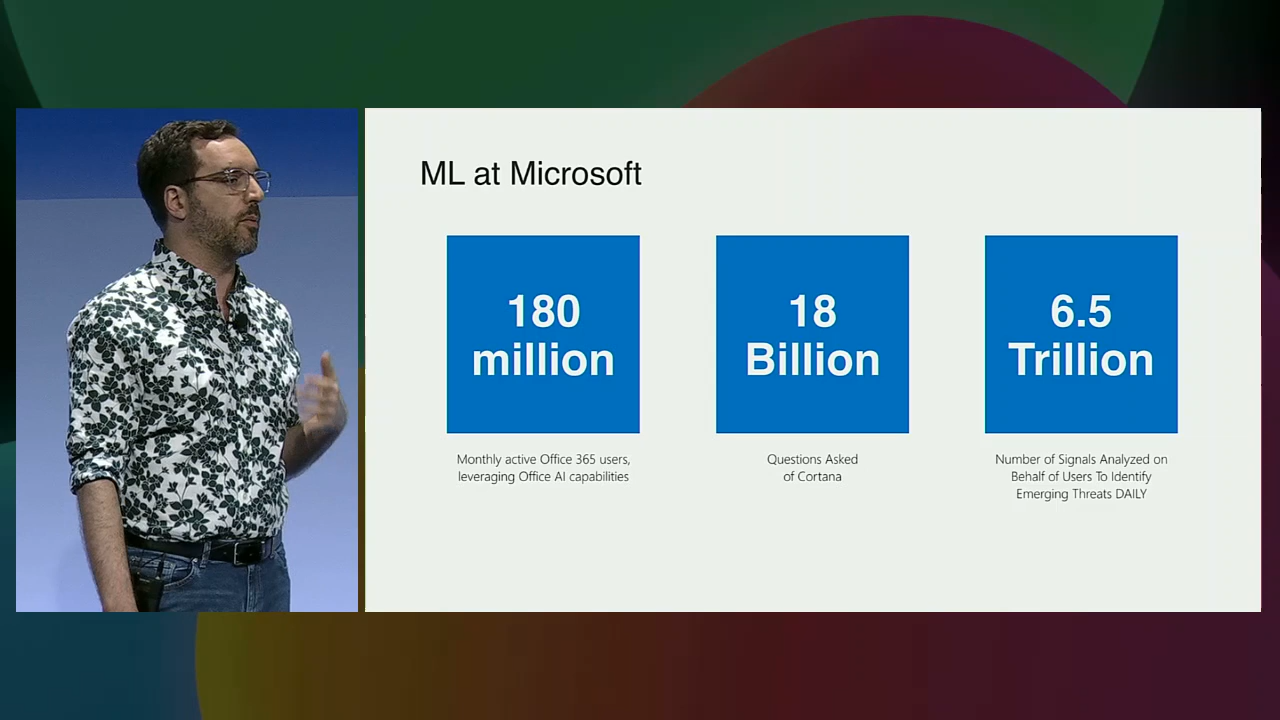 ML at Microsoft
180
million
18
Billion
6.5
Trillion
Monthly active Office 365 users,
leveraging Office AI capabilities
Questions Asked
of Cortana
Number of Signals Analyzed on
Behalf of Users To Identify
Emerging Threats DAILY